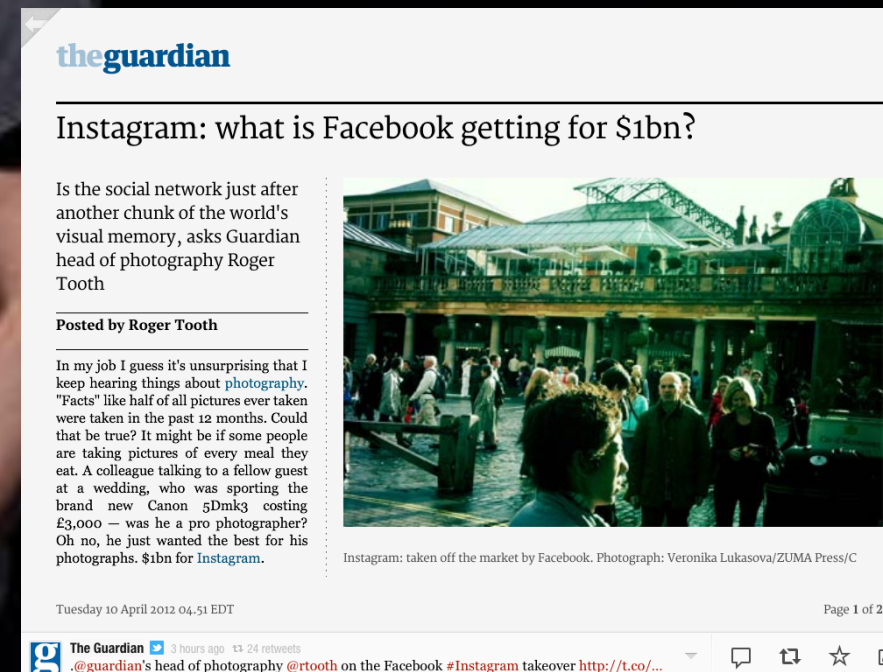 theguardian
Instagram: what is Facebook getting for $1bn?
Is the social network just after
another chunk of the world's
visual memory, asks Guardian
head of photography Roger
Tooth
Posted by Roger Tooth
In my job I guess it's unsurprising that I
keep hearing things about photography.
"Facts" like half of all pictures ever taken
were taken in the past 12 months. Could
that be true? It might be if some people
are taking pictures of every meal they
eat. A colleague talking to a fellow guest
at a wedding, who was sporting the
brand new Canon 5Dmk3 costing
£3,000 — was he a pro photographer?
Oh no, he just wanted the best for his
photographs. $1bn for Instagram.
Instagram: taken off the market by Facebook. Photograph: Veronika Lukasova/ZUMA Press/C
Tuesday 10 April 2012 04.51 EDT
Page 1 of 2
g
The Guardian 3 hours ago 24 retweets
.@guardian's head of photography @rtooth on the Facebook #Instagram takeover http://t.co/...